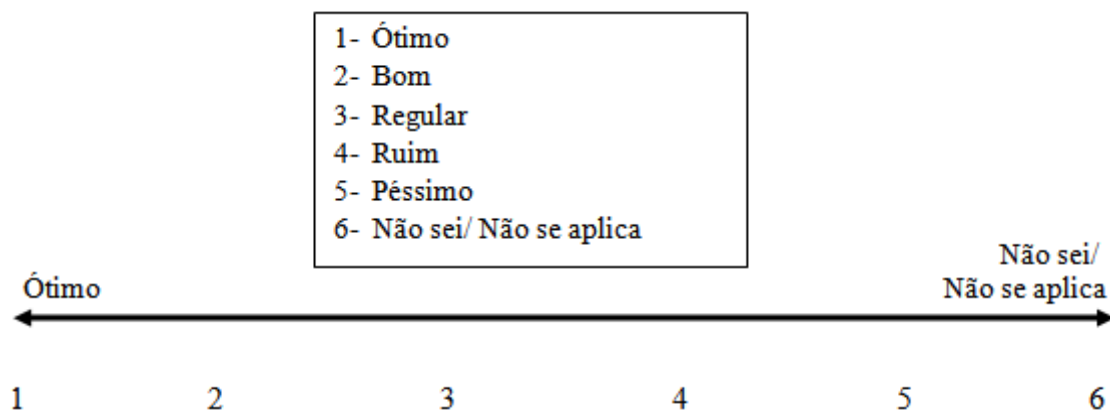 1- Ótimo
2- Bom
3- Regular
4- Ruim
5- Péssimo
6- Não sei/ Não se aplica
Ótimo
Não sei/
Não se aplica
1 2 3 4 5 6